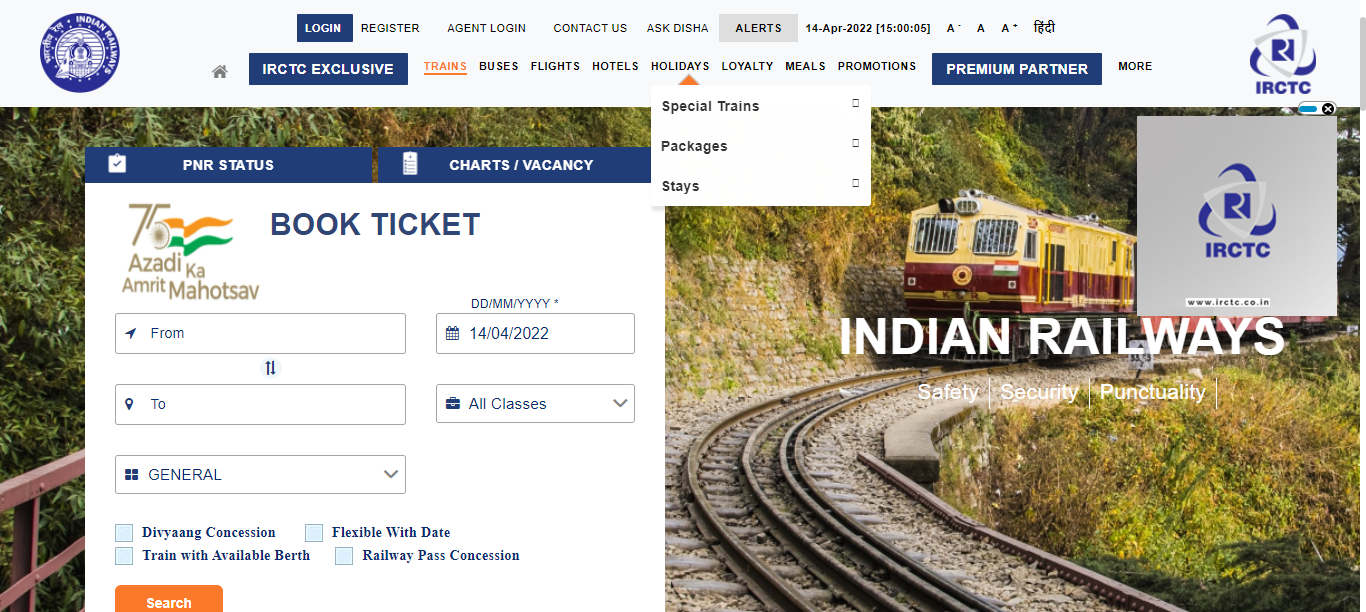 LOGIN REGISTER AGENT LOGIN CONTACT US ASK DISHA ALERTS 14-Apr-2022 [15:00:05] A - A A + हिंदी
INDIAN RAILWAYS
भारतीय रेल
IRCTC EXCLUSIVE TRAINS BUSES FLIGHTS HOTELS HOLIDAYS LOYALTY MEALS PROMOTIONS PREMIUM PARTNER MORE
IRCTC
Special Trains
Packages
Stays
PNR STATUS CHARTS / VACANCY
75
Azadi Ka
Amrit Mahotsav
BOOK TICKET
DD/MM/YYYY *
From 14/04/2022
To All Classes
GENERAL
Divyaang Concession Flexible With Date
Train with Available Berth Railway Pass Concession
Search
IRCTC
www.irctc.co.in
INDIAN RAILWAYS
Safety Security Punctuality